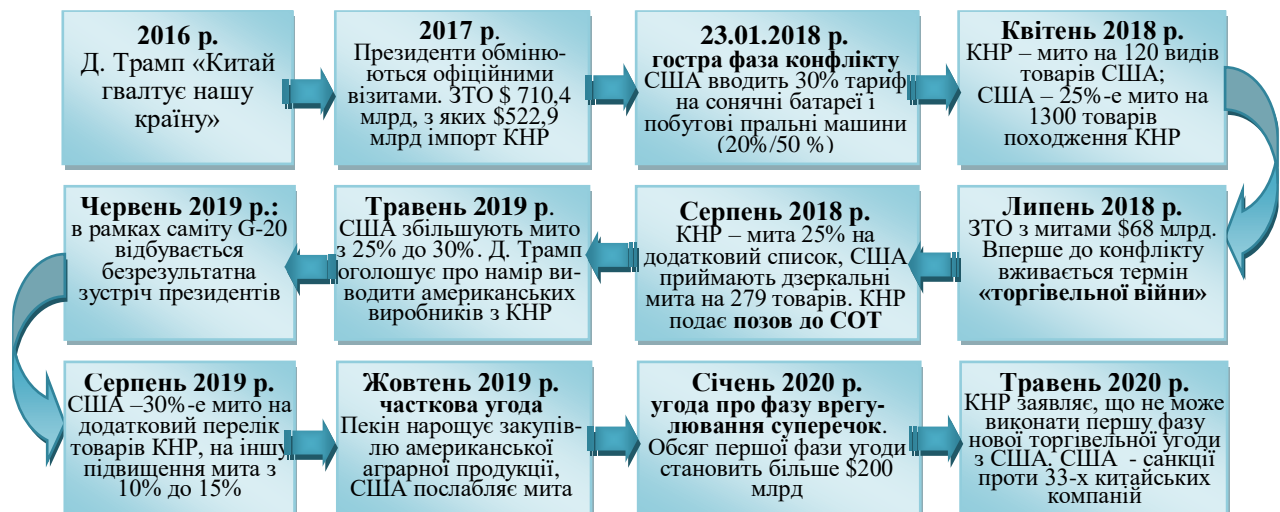 2016 р.
Д. Трамп «Китай
гвалтує нашу
країну»
2017 р.
Президенти обміню-
ються офіційними
візитами. ЗТО $ 710,4
млрд, з яких $522,9
млрд імпорт КНР
23.01.2018 р.
гостра фаза конфлікту
США вводить 30% тариф
на сонячні батареї і
побутові пральні машини
(20%/50 %)
Квітень 2018 р.
КНР – мито на 120 видів
товарів США;
США – 25%-е мито на
1300 товарів
походження КНР
Липень 2018 р.
ЗТО з митами $68 млрд.
Вперше до конфлікту
вживається термін
«торгівельної війни»
Серпень 2018 р.
КНР – мита 25% на
додатковий список, США
приймають дзеркальні
мита на 279 товарів. КНР
подає позов до СОТ
Травень 2019 р.
США збільшують мито
з 25% до 30%. Д. Трамп
оголошує про намір ви-
водити американських
виробників з КНР
Червень 2019 р.:
в рамках саміту G-20
відбувається
безрезультатна
зустріч президентів
Серпень 2019 р.
США –30%-е мито на
додатковий перелік
товарів КНР, на іншу
підвищення мита з
10% до 15%
Жовтень 2019 р.
часткова угода
Пекін нарощує закупів-
лю американської
аграрної продукції,
США послабляє мита
Січень 2020 р.
угода про фазу врегу-
лювання суперечок.
Обсяг першої фази угоди
становить більше $200
млрд
Травень 2020 р.
КНР заявляє, що не може
виконати першу фазу
нової торгівельної угоди
з США. США - санкції
проти 33-х китайських
компаній